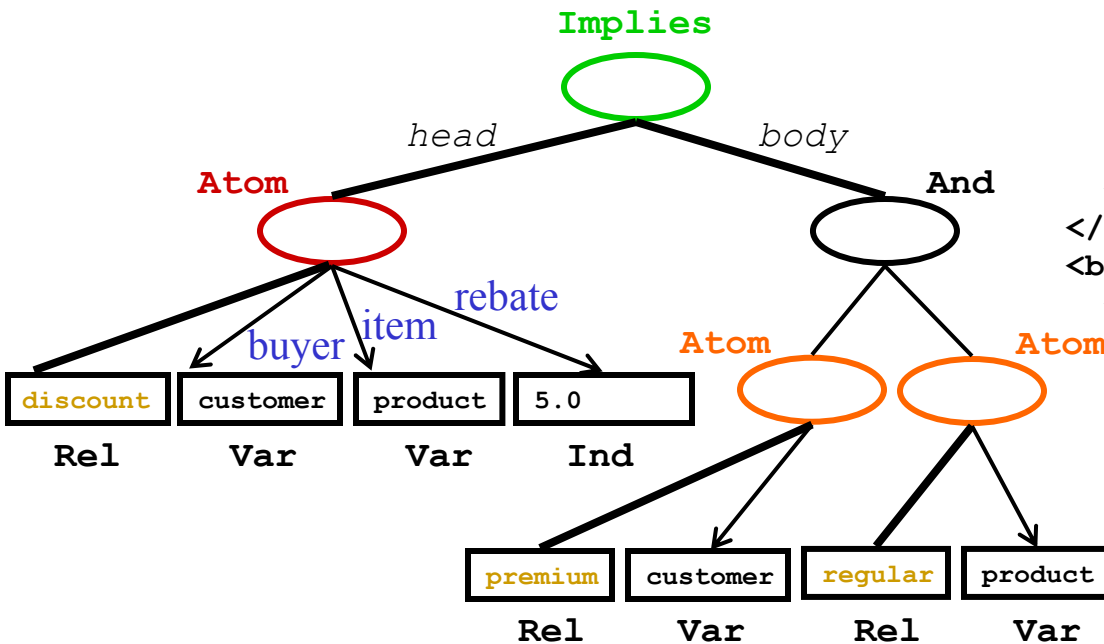 Implies
head body
Atom And
</
<b
rebate
item
buyer
Atom Atom
discount customer product 5.0
Rel Var Var Ind
premium customer regular product
Rel Var Rel Var